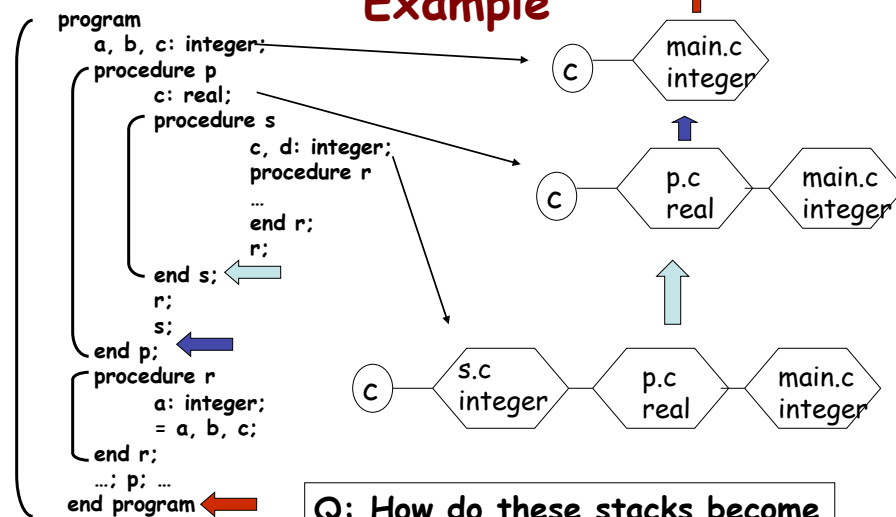 Example
program
a, b, c: integer;
procedure p
c: real;
procedure s
c, d: integer;
procedure r
…
end r;
r;
end s;
r;
s;
end p;
procedure r
a: integer;
= a, b, c;
end r;
…; p; …
end program
c
main.c
integer
c
p.c
real
main.c
integer
c
s.c
integer
p.c
real
main.c
integer
Q: How do these stacks become